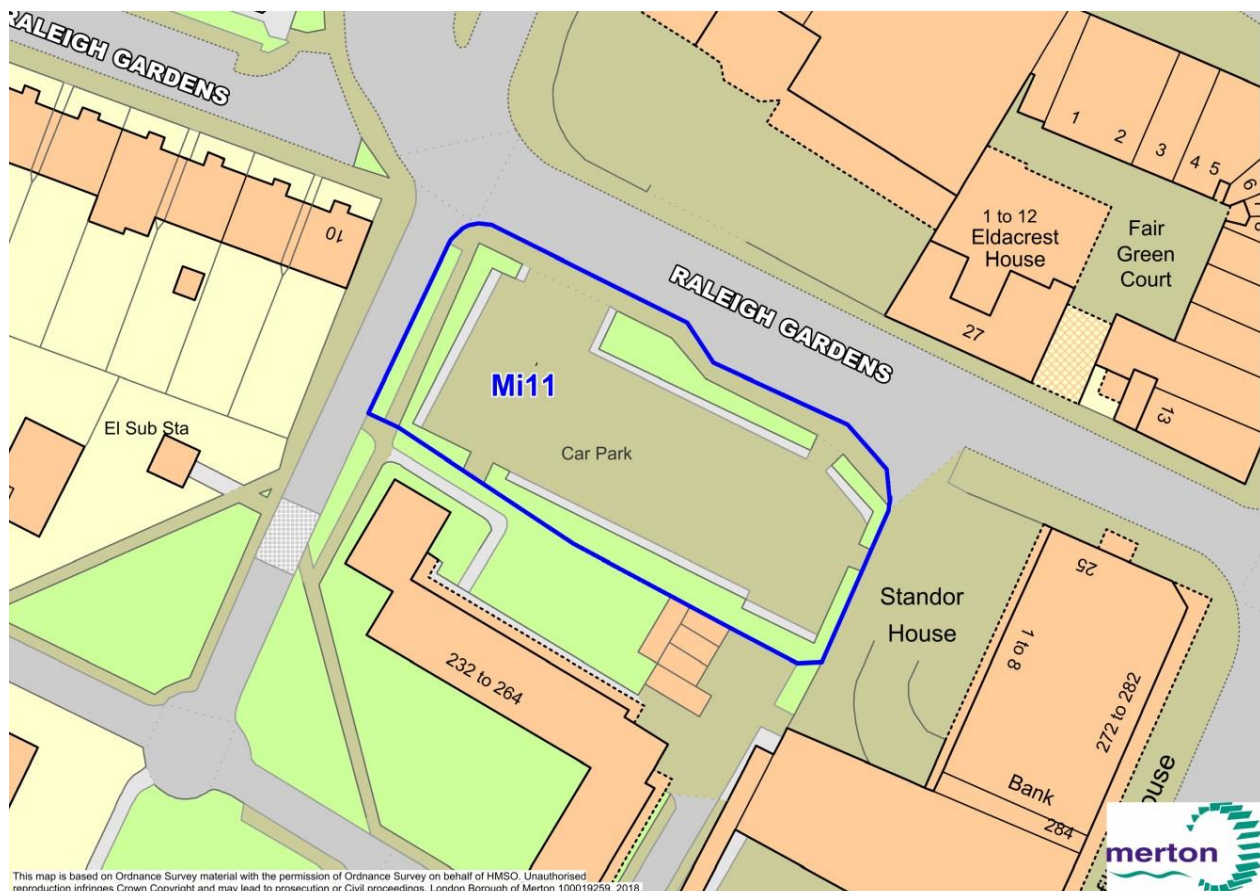 RALEIGH GARDENS
10
El Sub Sta
Mi11
Car Park
RALEIGH GARDENS
1
2
3
4
5
6
1 to 12
Eldacrest
House
Fair
Green
Court
27
13
Standor
House
25
1 to 8
272 to 282
Bank
284
232 to 264
merton
This map is based on Ordnance Survey material with the permission of Ordnance Survey on behalf of HMSO. Unauthorised
reproduction infringes Crown Copyright and may lead to prosecution or Civil proceedings. London Borough of Merton 100019259. 2018.